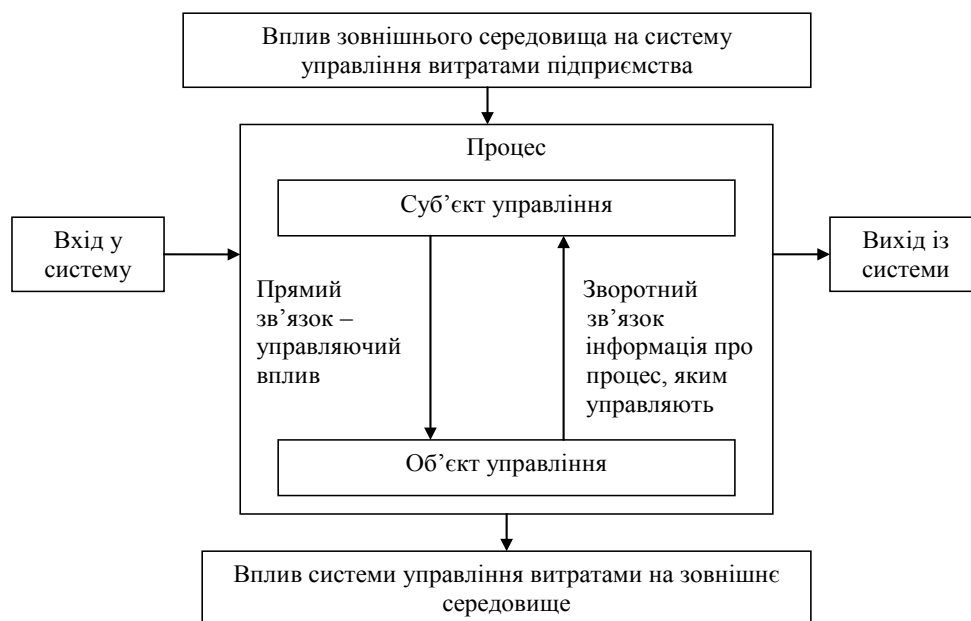 Вплив зовнішнього середовища на систему
управління витратами підприємства
Процес
Суб’єкт управління
Вхід у
систему
Вихід із
системи
Прямий
зв’язок –
управляючий
вплив
Зворотний
зв’язок
інформація про
процес, яким
управляють
Об’єкт управління
Вплив системи управління витратами на зовнішнє
середовище